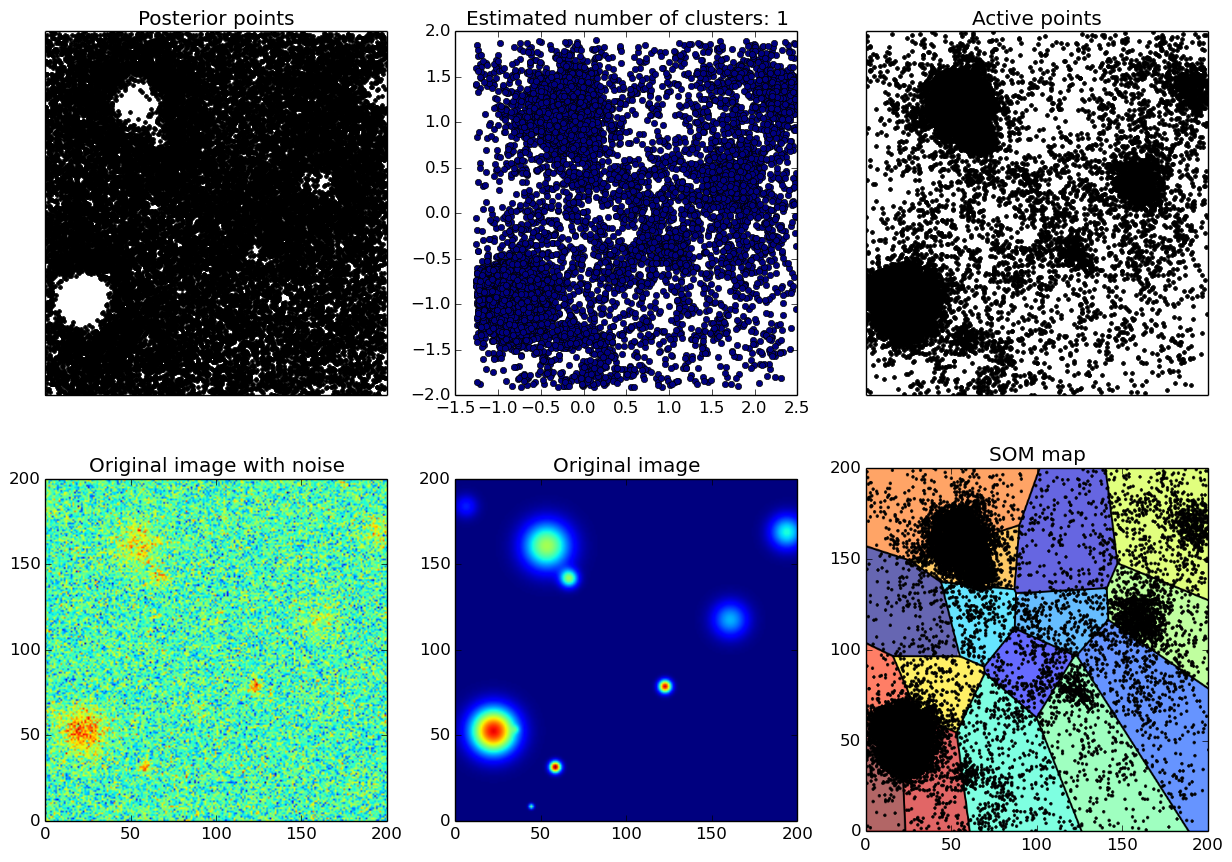 Posterior points
Estimated number of clusters: 1
Active points
2.0
1.5
1.0
0.5
0.0
−0.5
−1.0
−1.5
−2.0
−1.5 −1.0 −0.5 0.0 0.5 1.0 1.5 2.0 2.5
Original image with noise
Original image
SOM map
200
150
100
50
0
0 50 100 150 200
200
150
100
50
0
0 50 100 150 200
200
150
100
50
0
0 50 100 150 200